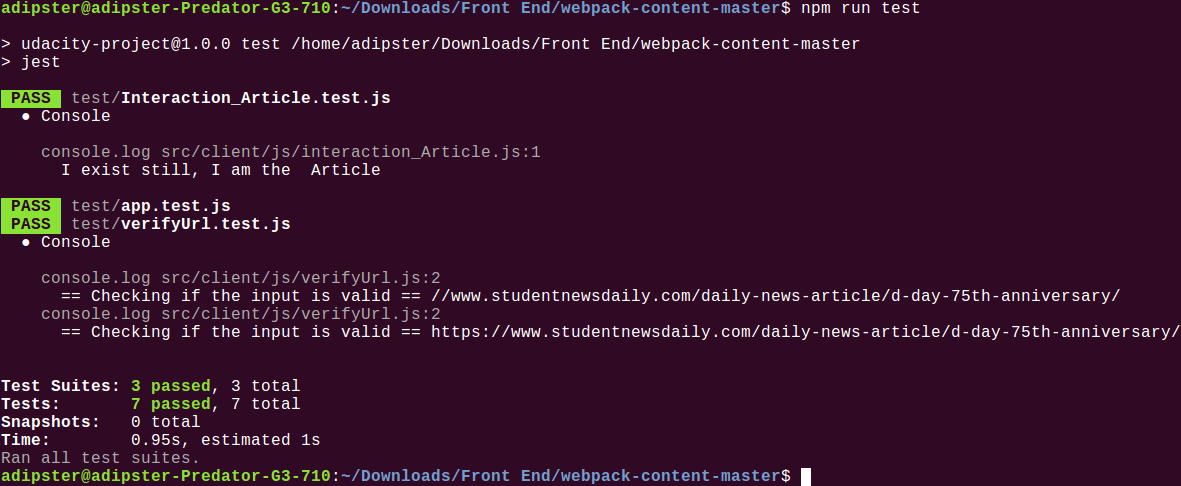 adipster@adipster-Predator-G3-710:~/Downloads/Front End/webpack-content-master$ npm run test
> udacity-project@1.0.0 test /home/adipster/Downloads/Front End/webpack-content-master
> jest
PASS test/Interaction_Article.test.js
● Console
console.log src/client/js/interaction_Article.js:1
I exist still, I am the  Article
PASS test/app.test.js
PASS test/verifyUrl.test.js
● Console
console.log src/client/js/verifyUrl.js:2
== Checking if the input is valid == //www.studentnewsdaily.com/daily-news-article/d-day-75th-anniversary/
console.log src/client/js/verifyUrl.js:2
== Checking if the input is valid == https://www.studentnewsdaily.com/daily-news-article/d-day-75th-anniversary/
Test Suites: 3 passed, 3 total
Tests:       7 passed, 7 total
Snapshots:   0 total
Time:        0.95s, estimated 1s
Ran all test suites.
adipster@adipster-Predator-G3-710:~/Downloads/Front End/webpack-content-master$